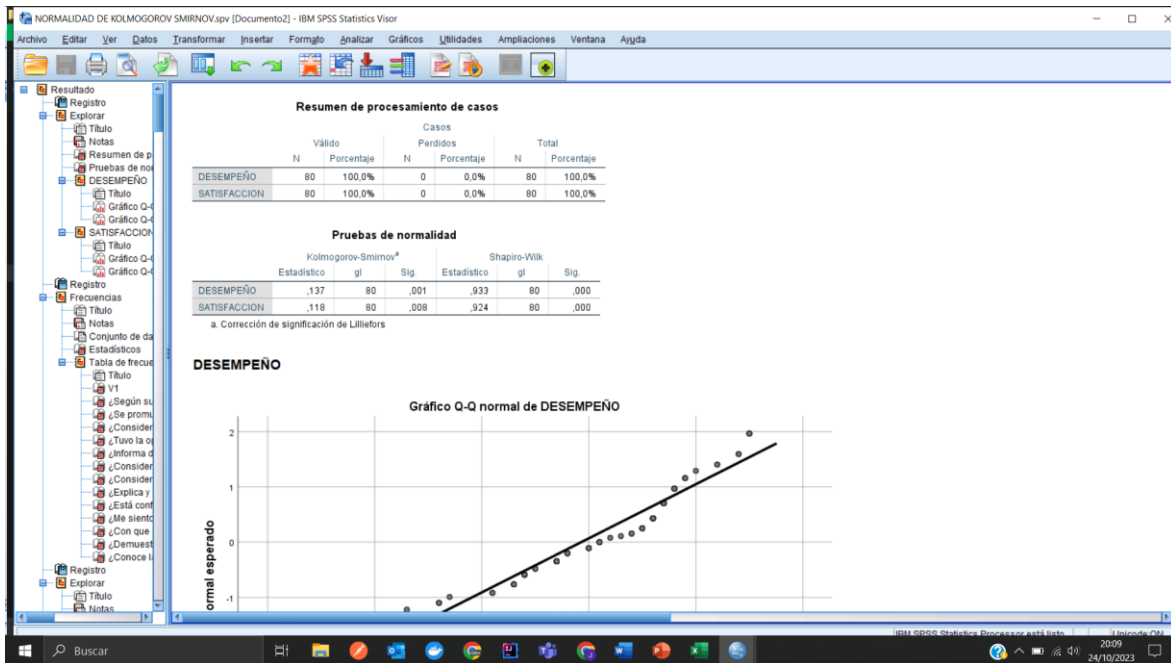 NORMALIDAD DE KOLMOGOROV SMIRNOV.spv [Documento2] - IBM SPSS Statistics Visor
Archivo Editar Ver Datos Transformar Insertar Formato Analizar Gráficos Utilidades Ampliaciones Ventana Ayuda
Resultado
Registro
Explorar
Título
Notas
Resumen de p
Pruebas de nor
DESEMPEÑO
Título
Gráfico Q-Q
Gráfico Q-Q
SATISFACCION
Título
Gráfico Q-Q
Gráfico Q-Q
Registro
Frecuencias
Título
Notas
Conjunto de da
Estadísticos
Tabla de frecue
Título
V1
¿Según su
¿Se promu
¿Consider
¿Tuvo la op
¿Informa d
¿Consider
¿Consider
¿Explica y
¿Está conf
¿Me siento
¿Con que
¿Demuest
¿Conoce la
Registro
Explorar
Título
Notas
Resumen de procesamiento de casos
Casos
Válido Perdidos Total
N Porcentaje N Porcentaje N Porcentaje
DESEMPEÑO 80 100,0% 0 0,0% 80 100,0%
SATISFACCION 80 100,0% 0 0,0% 80 100,0%
Pruebas de normalidad
Kolmogorov-Smirnovª Shapiro-Wilk
Estadístico gl Sig. Estadístico gl Sig.
DESEMPEÑO ,137 80 ,001 ,933 80 ,000
SATISFACCION ,118 80 ,008 ,924 80 ,000
a. Corrección de significación de Lilliefors
DESEMPEÑO
Gráfico Q-Q normal de DESEMPEÑO
2
1
0
-1
ormal esperado
IBM SPSS Statistics Processor está listo Unicode:ON
Buscar
20:09
24/10/2023